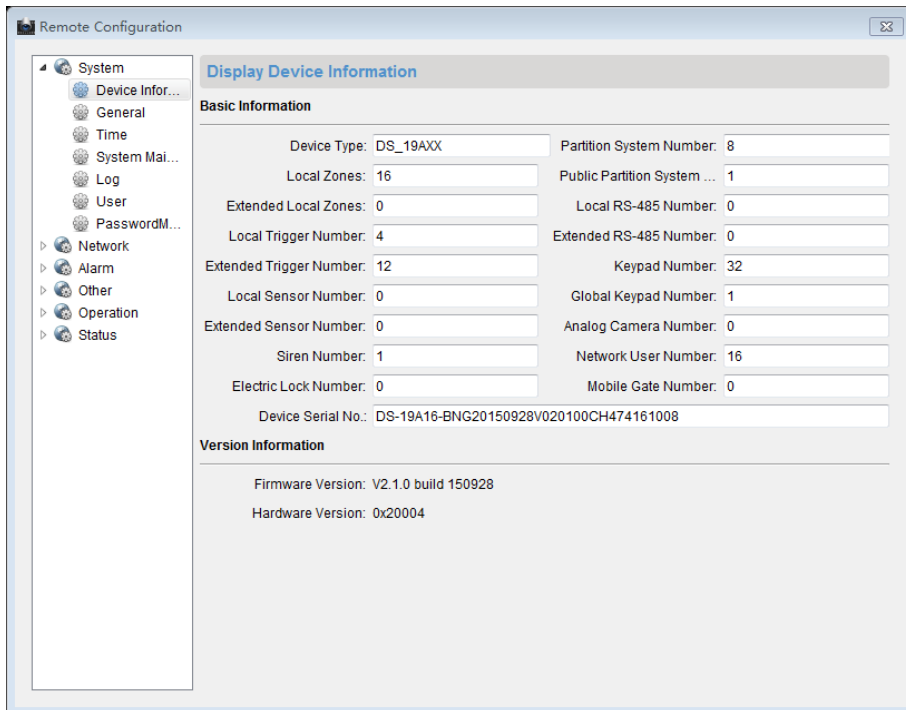 Remote Configuration
System
Device Infor...
General
Time
System Mai...
Log
User
PasswordM...
Network
Alarm
Other
Operation
Status
Display Device Information
Basic Information
Device Type: DS_19AXX Partition System Number: 8
Local Zones: 16 Public Partition System ... 1
Extended Local Zones: 0 Local RS-485 Number: 0
Local Trigger Number: 4 Extended RS-485 Number: 0
Extended Trigger Number: 12 Keypad Number: 32
Local Sensor Number: 0 Global Keypad Number: 1
Extended Sensor Number: 0 Analog Camera Number: 0
Siren Number: 1 Network User Number: 16
Electric Lock Number: 0 Mobile Gate Number: 0
Device Serial No.: DS-19A16-BNG20150928V020100CH474161008
Version Information
Firmware Version: V2.1.0 build 150928
Hardware Version: 0x20004